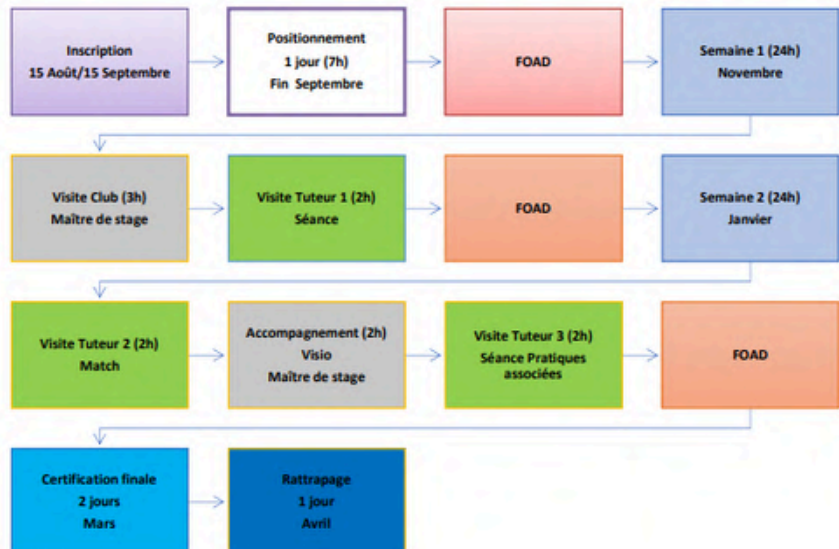 Inscription
15 Août/15 Septembre
Positionnement
1 jour (7h)
Fin Septembre
FOAD
Semaine 1 (24h)
Novembre
Visite Club (3h)
Maître de stage
Visite Tuteur 1 (2h)
Séance
FOAD
Semaine 2 (24h)
Janvier
Visite Tuteur 2 (2h)
Match
Accompagnement (2h)
Visio
Maître de stage
Visite Tuteur 3 (2h)
Séance Pratiques
associées
FOAD
Certification finale
2 jours
Mars
Rattrapage
1 jour
Avril